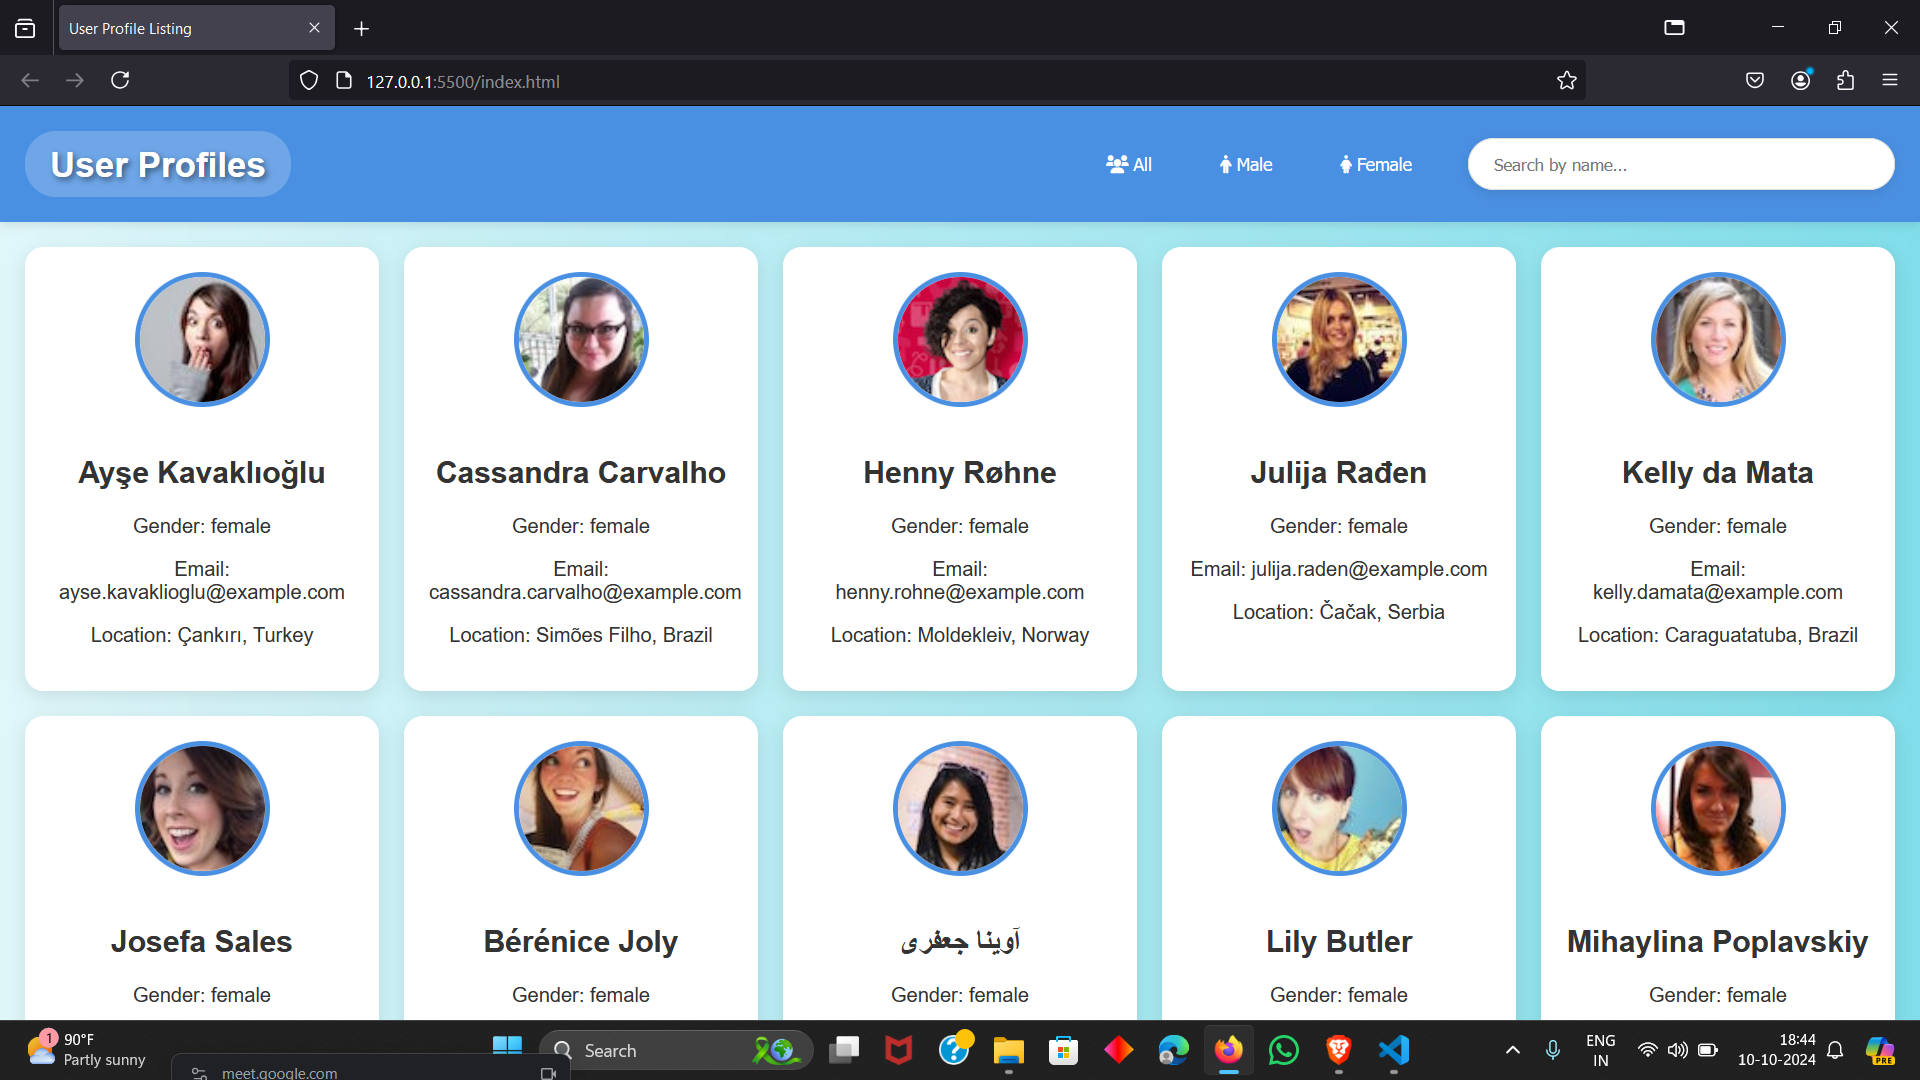 User Profile Listing
127.0.0.1:5500/index.html
User Profiles
All
Male
Female
Search by name...
Ayşe Kavaklıoğlu
Gender: female
Email:
ayse.kavaklioglu@example.com
Location: Çankırı, Turkey
Cassandra Carvalho
Gender: female
Email:
cassandra.carvalho@example.com
Location: Simões Filho, Brazil
Henny Røhne
Gender: female
Email:
henny.rohne@example.com
Location: Moldekleiv, Norway
Julija Rađen
Gender: female
Email: julija.raden@example.com
Location: Čačak, Serbia
Kelly da Mata
Gender: female
Email:
kelly.damata@example.com
Location: Caraguatatuba, Brazil
Josefa Sales
Gender: female
Bérénice Joly
Gender: female
آوینا جعفری
Gender: female
Lily Butler
Gender: female
Mihaylina Poplavskiy
Gender: female
1
90°F
Partly sunny
meet.google.com
Search
PRE
ENG
IN
18:44
10-10-2024